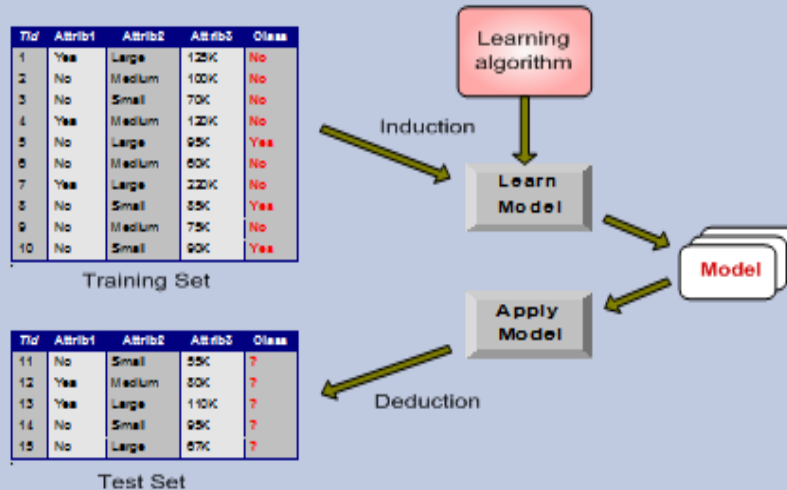 Tid Attrib1 Attrib2 Attrib3 Class
1 Yes Large 125K No
2 No Medium 100K No
3 No Small 70K No
4 Yes Medium 120K No
5 No Large 95K Yes
6 No Medium 60K No
7 Yes Large 220K No
8 No Small 85K Yes
9 No Medium 75K No
10 No Small 90K Yes
Training Set
Learning
algorithm
Induction
Learn
Model
Model
Apply
Model
Deduction
Tid Attrib1 Attrib2 Attrib3 Class
11 No Small 55K ?
12 Yes Medium 80K ?
13 Yes Large 110K ?
14 No Small 95K ?
15 No Large 67K ?
Test Set